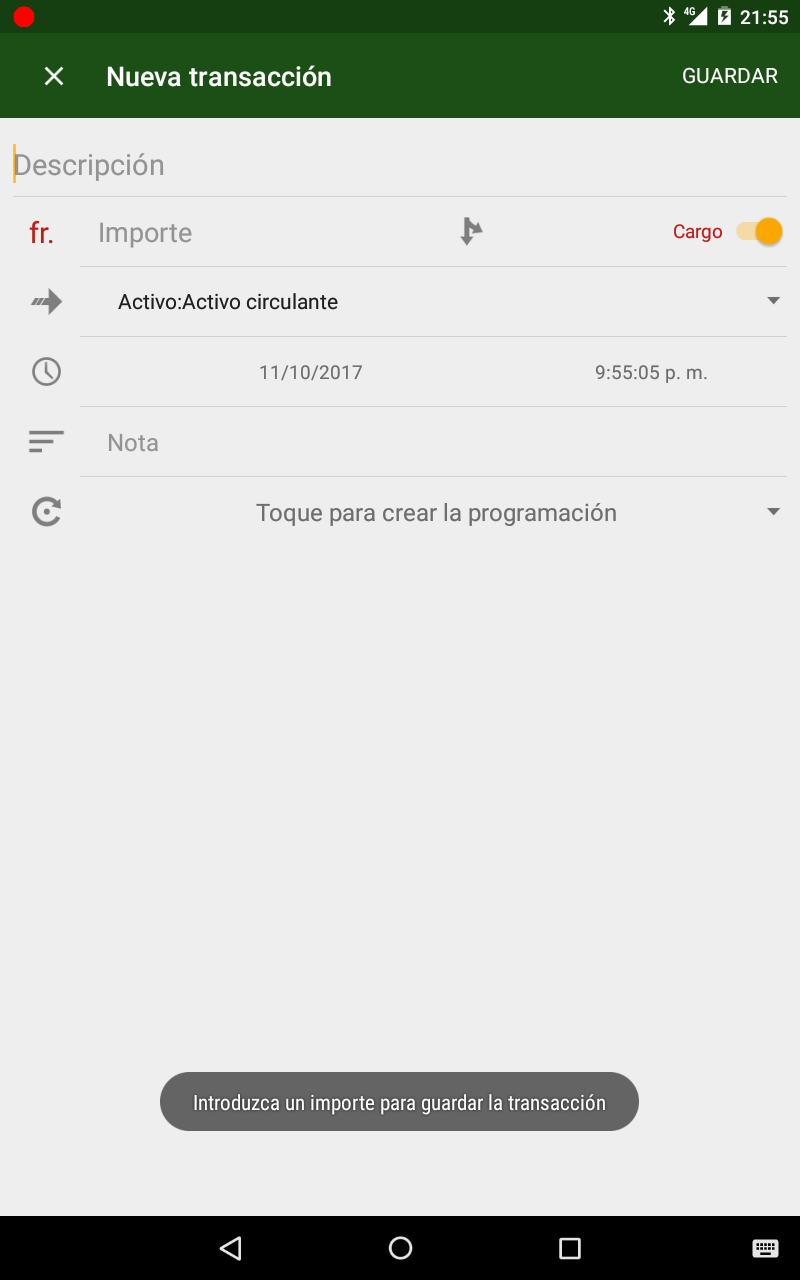 4G 21:55
Nueva transacción GUARDAR
Descripción
fr. Importe Cargo
Activo:Activo circulante
11/10/2017 9:55:05 p. m.
Nota
Toque para crear la programación
Introduzca un importe para guardar la transacción